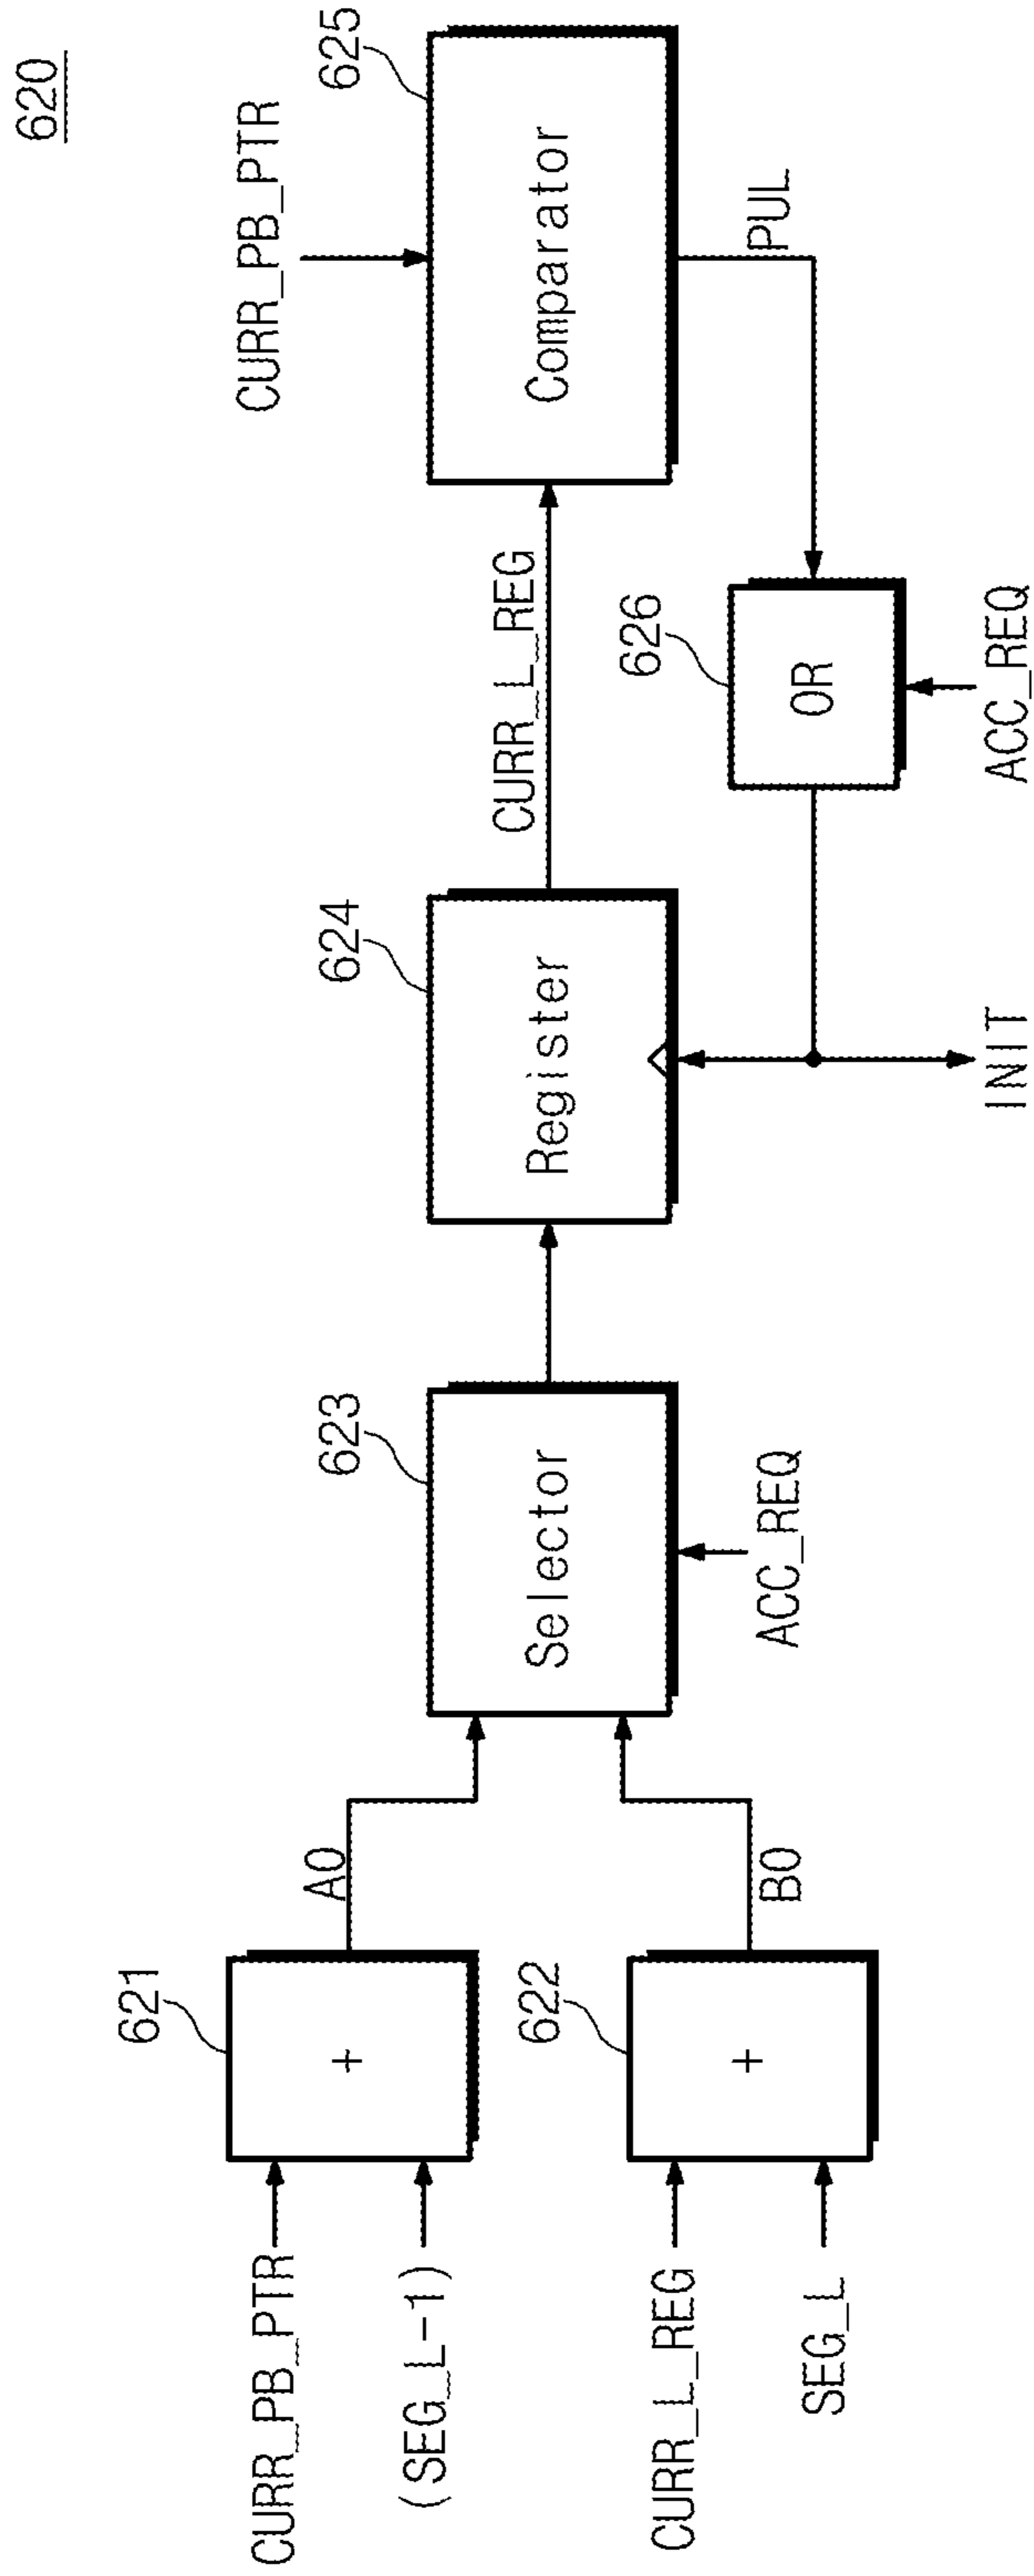 620
CURR_PB_PTR
(SEG_L-1)
621
+
A0
CURR_L_REG
SEG_L
622
+
B0
623
Selector
ACC_REQ
624
Register
CURR_L_REG
CURR_PB_PTR
625
Comparator
PUL
626
OR
ACC_REQ
INIT